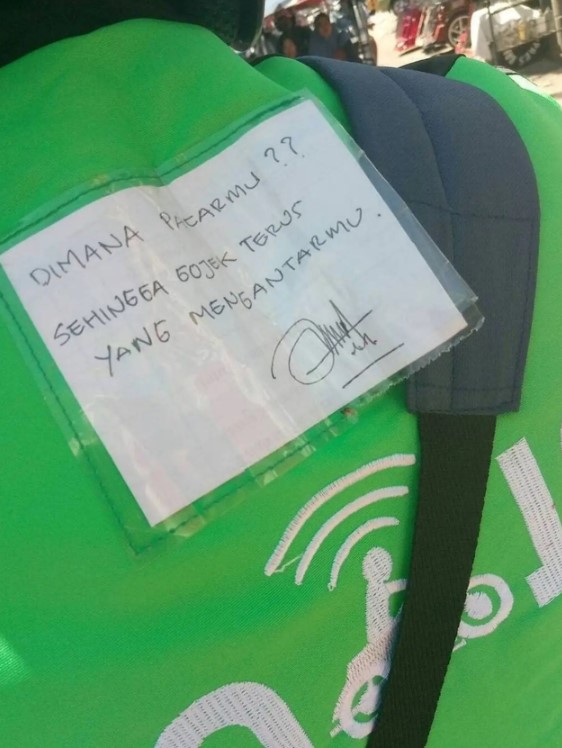 DIMANA PACARMU ??
SEHINGGA GOJEK TERUS
YANG MENGANTARMU.